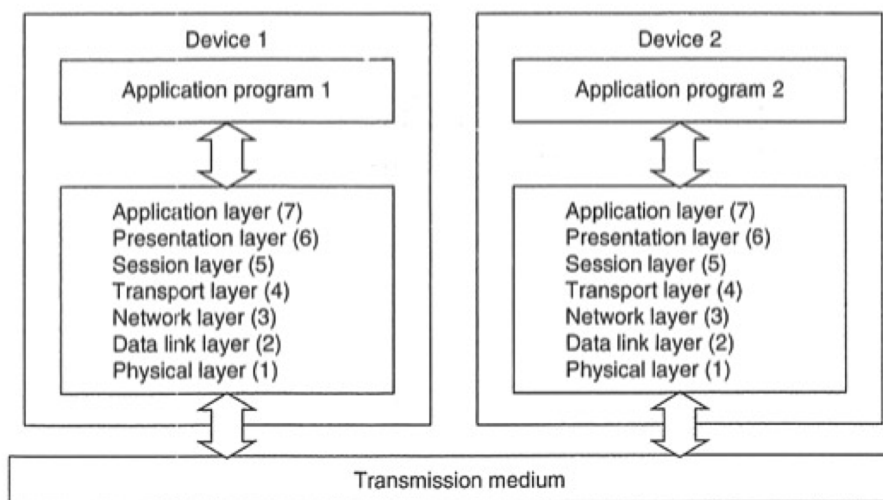 Device 1
Application program 1
Application layer (7)
Presentation layer (6)
Session layer (5)
Transport layer (4)
Network layer (3)
Data link layer (2)
Physical layer (1)
Device 2
Application program 2
Application layer (7)
Presentation layer (6)
Session layer (5)
Transport layer (4)
Network layer (3)
Data link layer (2)
Physical layer (1)
Transmission medium